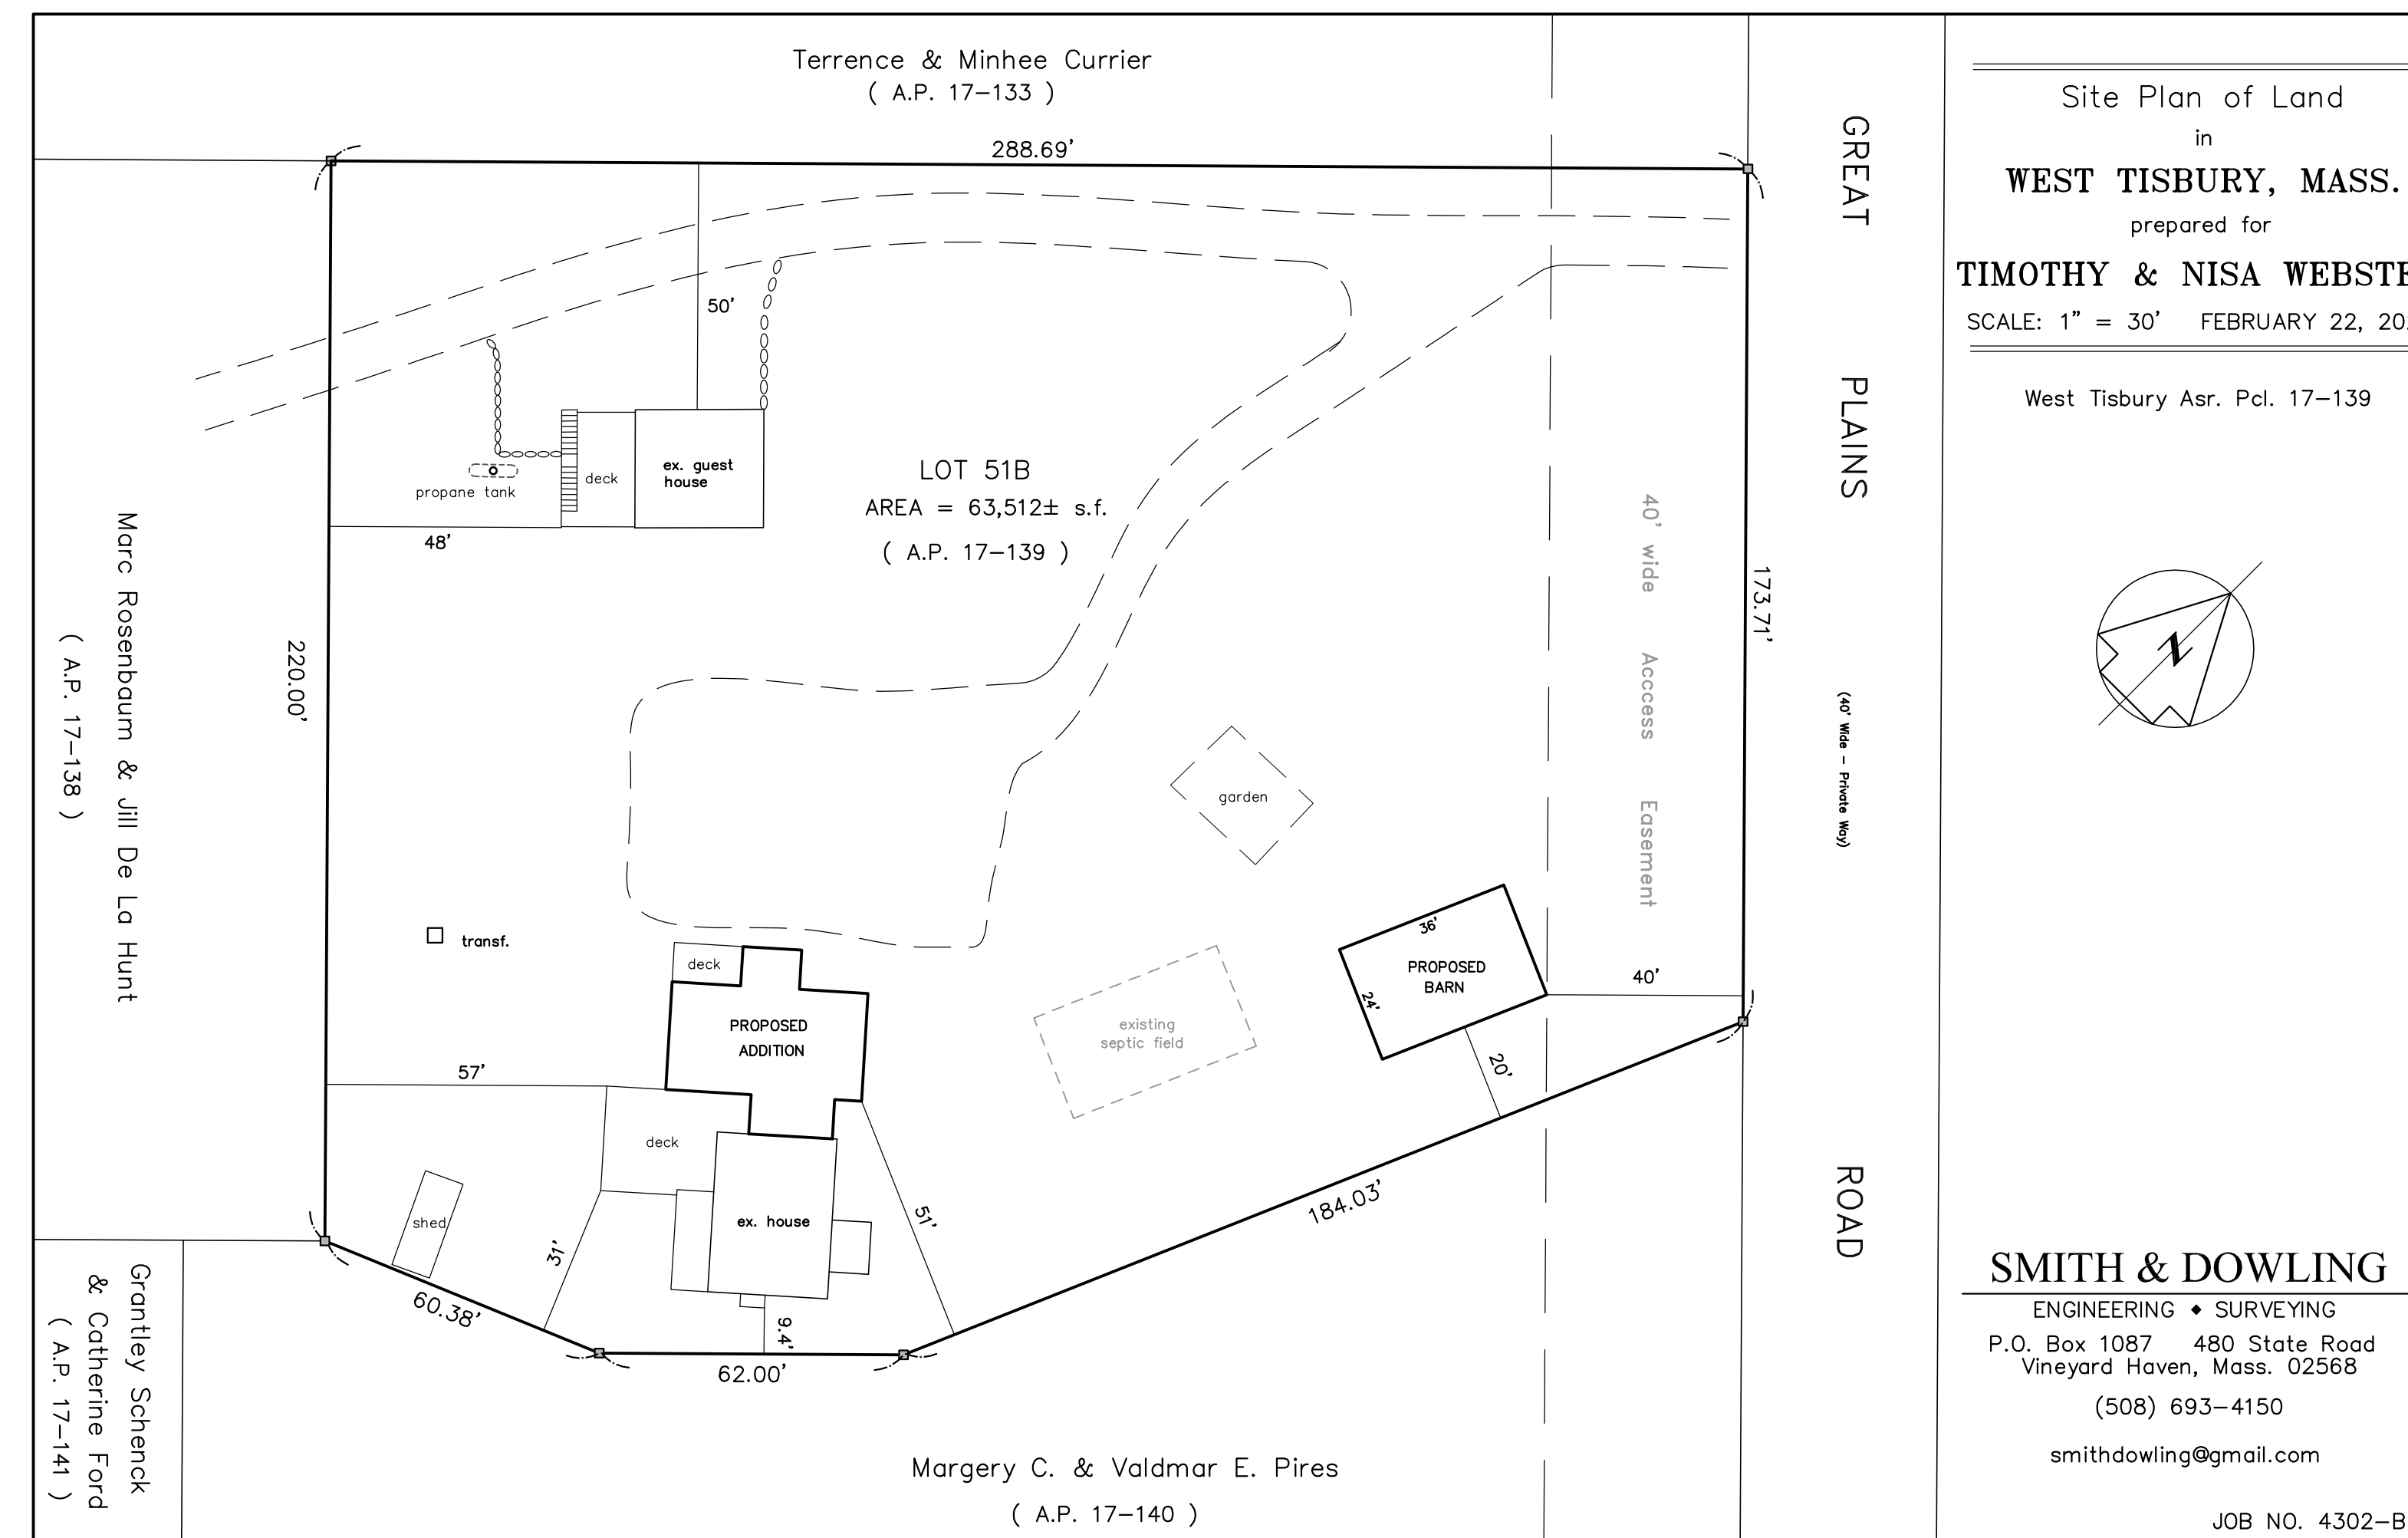 Terrence & Minhee Currier
( A.P. 17-133 )
288.69'
50'
propane tank
deck
ex. guest
house
48'
LOT 51B
AREA = 63,512± s.f.
( A.P. 17-139 )
Marc Rosenbaum & Jill De La Hunt
( A.P. 17-138 )
220.00'
40' wide Acccess Easement
173.71'
GREAT PLAINS ROAD
(40' Wide - Private Way)
garden
transf.
deck
PROPOSED
ADDITION
57'
deck
existing
septic field
36'
24'
PROPOSED
BARN
40'
20'
shed
ex. house
31'
51'
9.4'
60.38'
62.00'
184.03'
Grantley Schenck
& Catherine Ford
( A.P. 17-141 )
Margery C. & Valdmar E. Pires
( A.P. 17-140 )
Site Plan of Land
in
WEST TISBURY, MASS.
prepared for
TIMOTHY & NISA
SCALE: 1" = 30' FEBRUARY 22,
West Tisbury Asr. Pcl. 17-139
N
SMITH & DOWLING
ENGINEERING ◆ SURVEYING
P.O. Box 1087 480 State Road
Vineyard Haven, Mass. 02568
(508) 693-4150
smithdowling@gmail.com
JOB NO. 4302-B